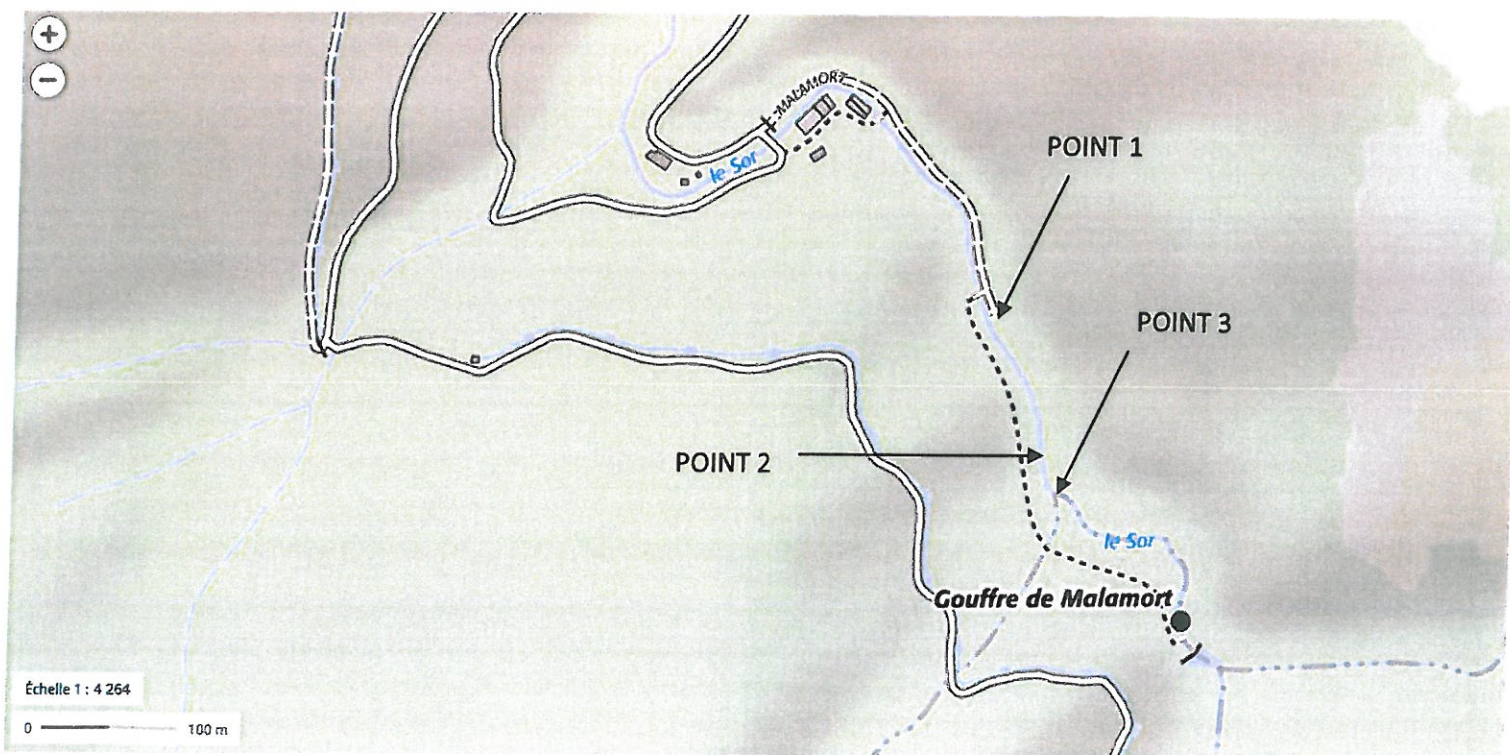 +
−
MALAMORT
POINT 1
le Sor
POINT 3
POINT 2
le Sor
Gouffre de Malamort
Échelle 1 : 4 264
0 100 m